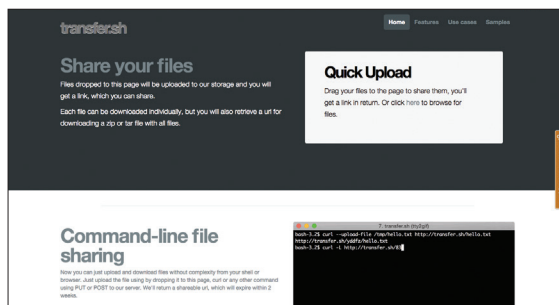 transfer.sh
Home Features Use cases Samples
Share your files
Files dropped to this page will be uploaded to our storage and you will
get a link, which you can share.
Each file can be downloaded individually, but you will also retrieve a url for
downloading a zip or tar file with all files.
Quick Upload
Drag your files to the page to share them, you'll
get a link in return. Or click here to browse for
files.
Command-line file
sharing
Now you can just upload and download files without complexity from your shell or
browser. Just upload the file using by dropping it to this page, curl or any other command
using PUT or POST to our server. We'll return a shareable url, which will expire within 2
weeks.
7. transfer.sh (ttyGif)
bash-3.2$ curl --upload-file /tmp/hello.txt http://transfer.sh/hello.txt
http://transfer.sh/yddfz/hello.txt
bash-3.2$ curl -i http://transfer.sh/83